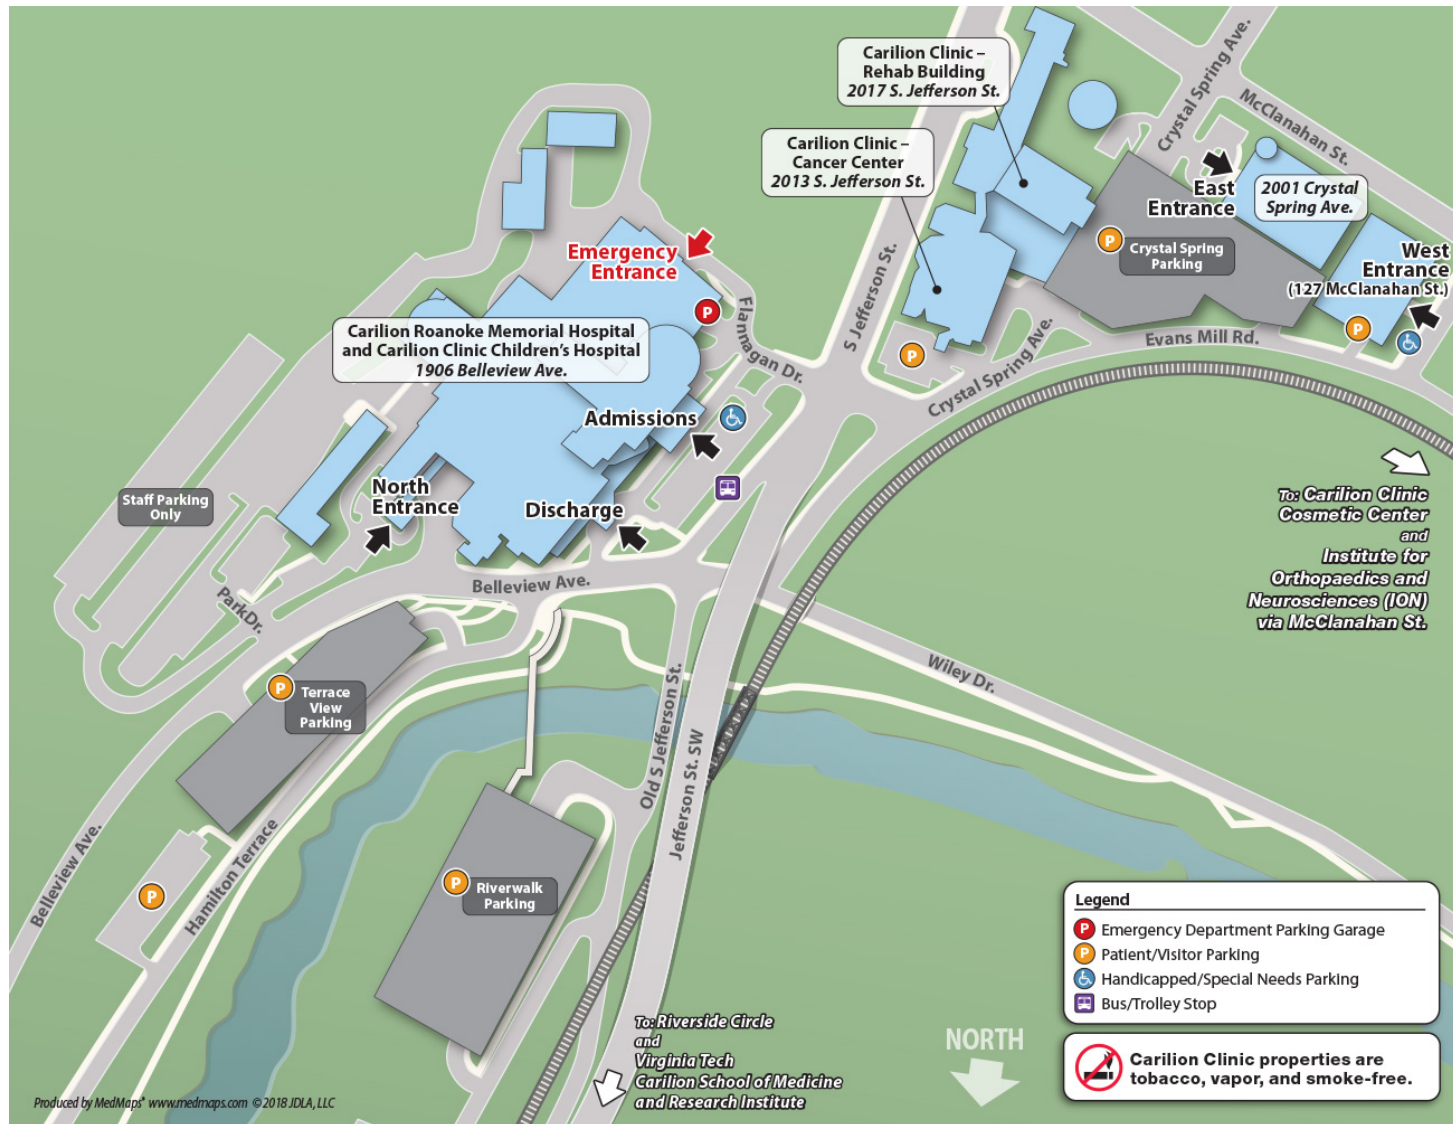 Carilion Clinic –
Rehab Building
2017 S. Jefferson St.
Carilion Clinic –
Cancer Center
2013 S. Jefferson St.
Crystal Spring Ave.
McClanahan St.
East
Entrance
2001 Crystal
Spring Ave.
Crystal Spring
Parking
P
West
Entrance
(127 McClanahan St.)
P
Evans Mill Rd.
S Jefferson St.
P
Crystal Spring Ave.
Emergency
Entrance
P
Flannagan Dr.
Carilion Roanoke Memorial Hospital
and Carilion Clinic Children's Hospital
1906 Belleview Ave.
Admissions
North
Entrance
Discharge
Staff Parking
Only
Belleview Ave.
Park Dr.
To: Carilion Clinic
Cosmetic Center
and
Institute for
Orthopaedics and
Neurosciences (ION)
via McClanahan St.
Wiley Dr.
P
Terrace
View
Parking
Old S Jefferson St.
Jefferson St. SW
Belleview Ave.
Hamilton Terrace
P
P
Riverwalk
Parking
To: Riverside Circle
and
Virginia Tech
Carilion School of Medicine
and Research Institute
NORTH
Legend
P Emergency Department Parking Garage
P Patient/Visitor Parking
Handicapped/Special Needs Parking
Bus/Trolley Stop
Carilion Clinic properties are
tobacco, vapor, and smoke-free.
Produced by MedMaps® www.medmaps.com ©2018 JDLA, LLC